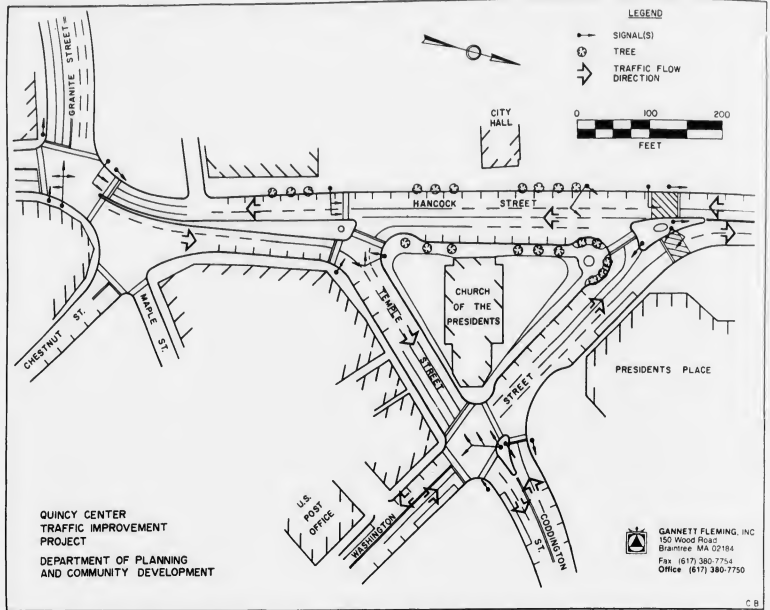 LEGEND
SIGNAL(S)
TREE
TRAFFIC FLOW
DIRECTION
0 100 200
FEET
GRANITE STREET
CITY
HALL
HANCOCK STREET
CHURCH
OF THE
PRESIDENTS
TEMPLE
STREET
STREET
PRESIDENTS PLACE
CHESTNUT ST.
MAPLE ST.
U.S.
POST
OFFICE
WASHINGTON
CODDINGTON
ST.
QUINCY CENTER
TRAFFIC IMPROVEMENT
PROJECT
DEPARTMENT OF PLANNING
AND COMMUNITY DEVELOPMENT
GANNETT FLEMING, INC
150 Wood Road
Braintree MA 02184
Fax (617) 380-7754
Office (617) 380-7750
C B